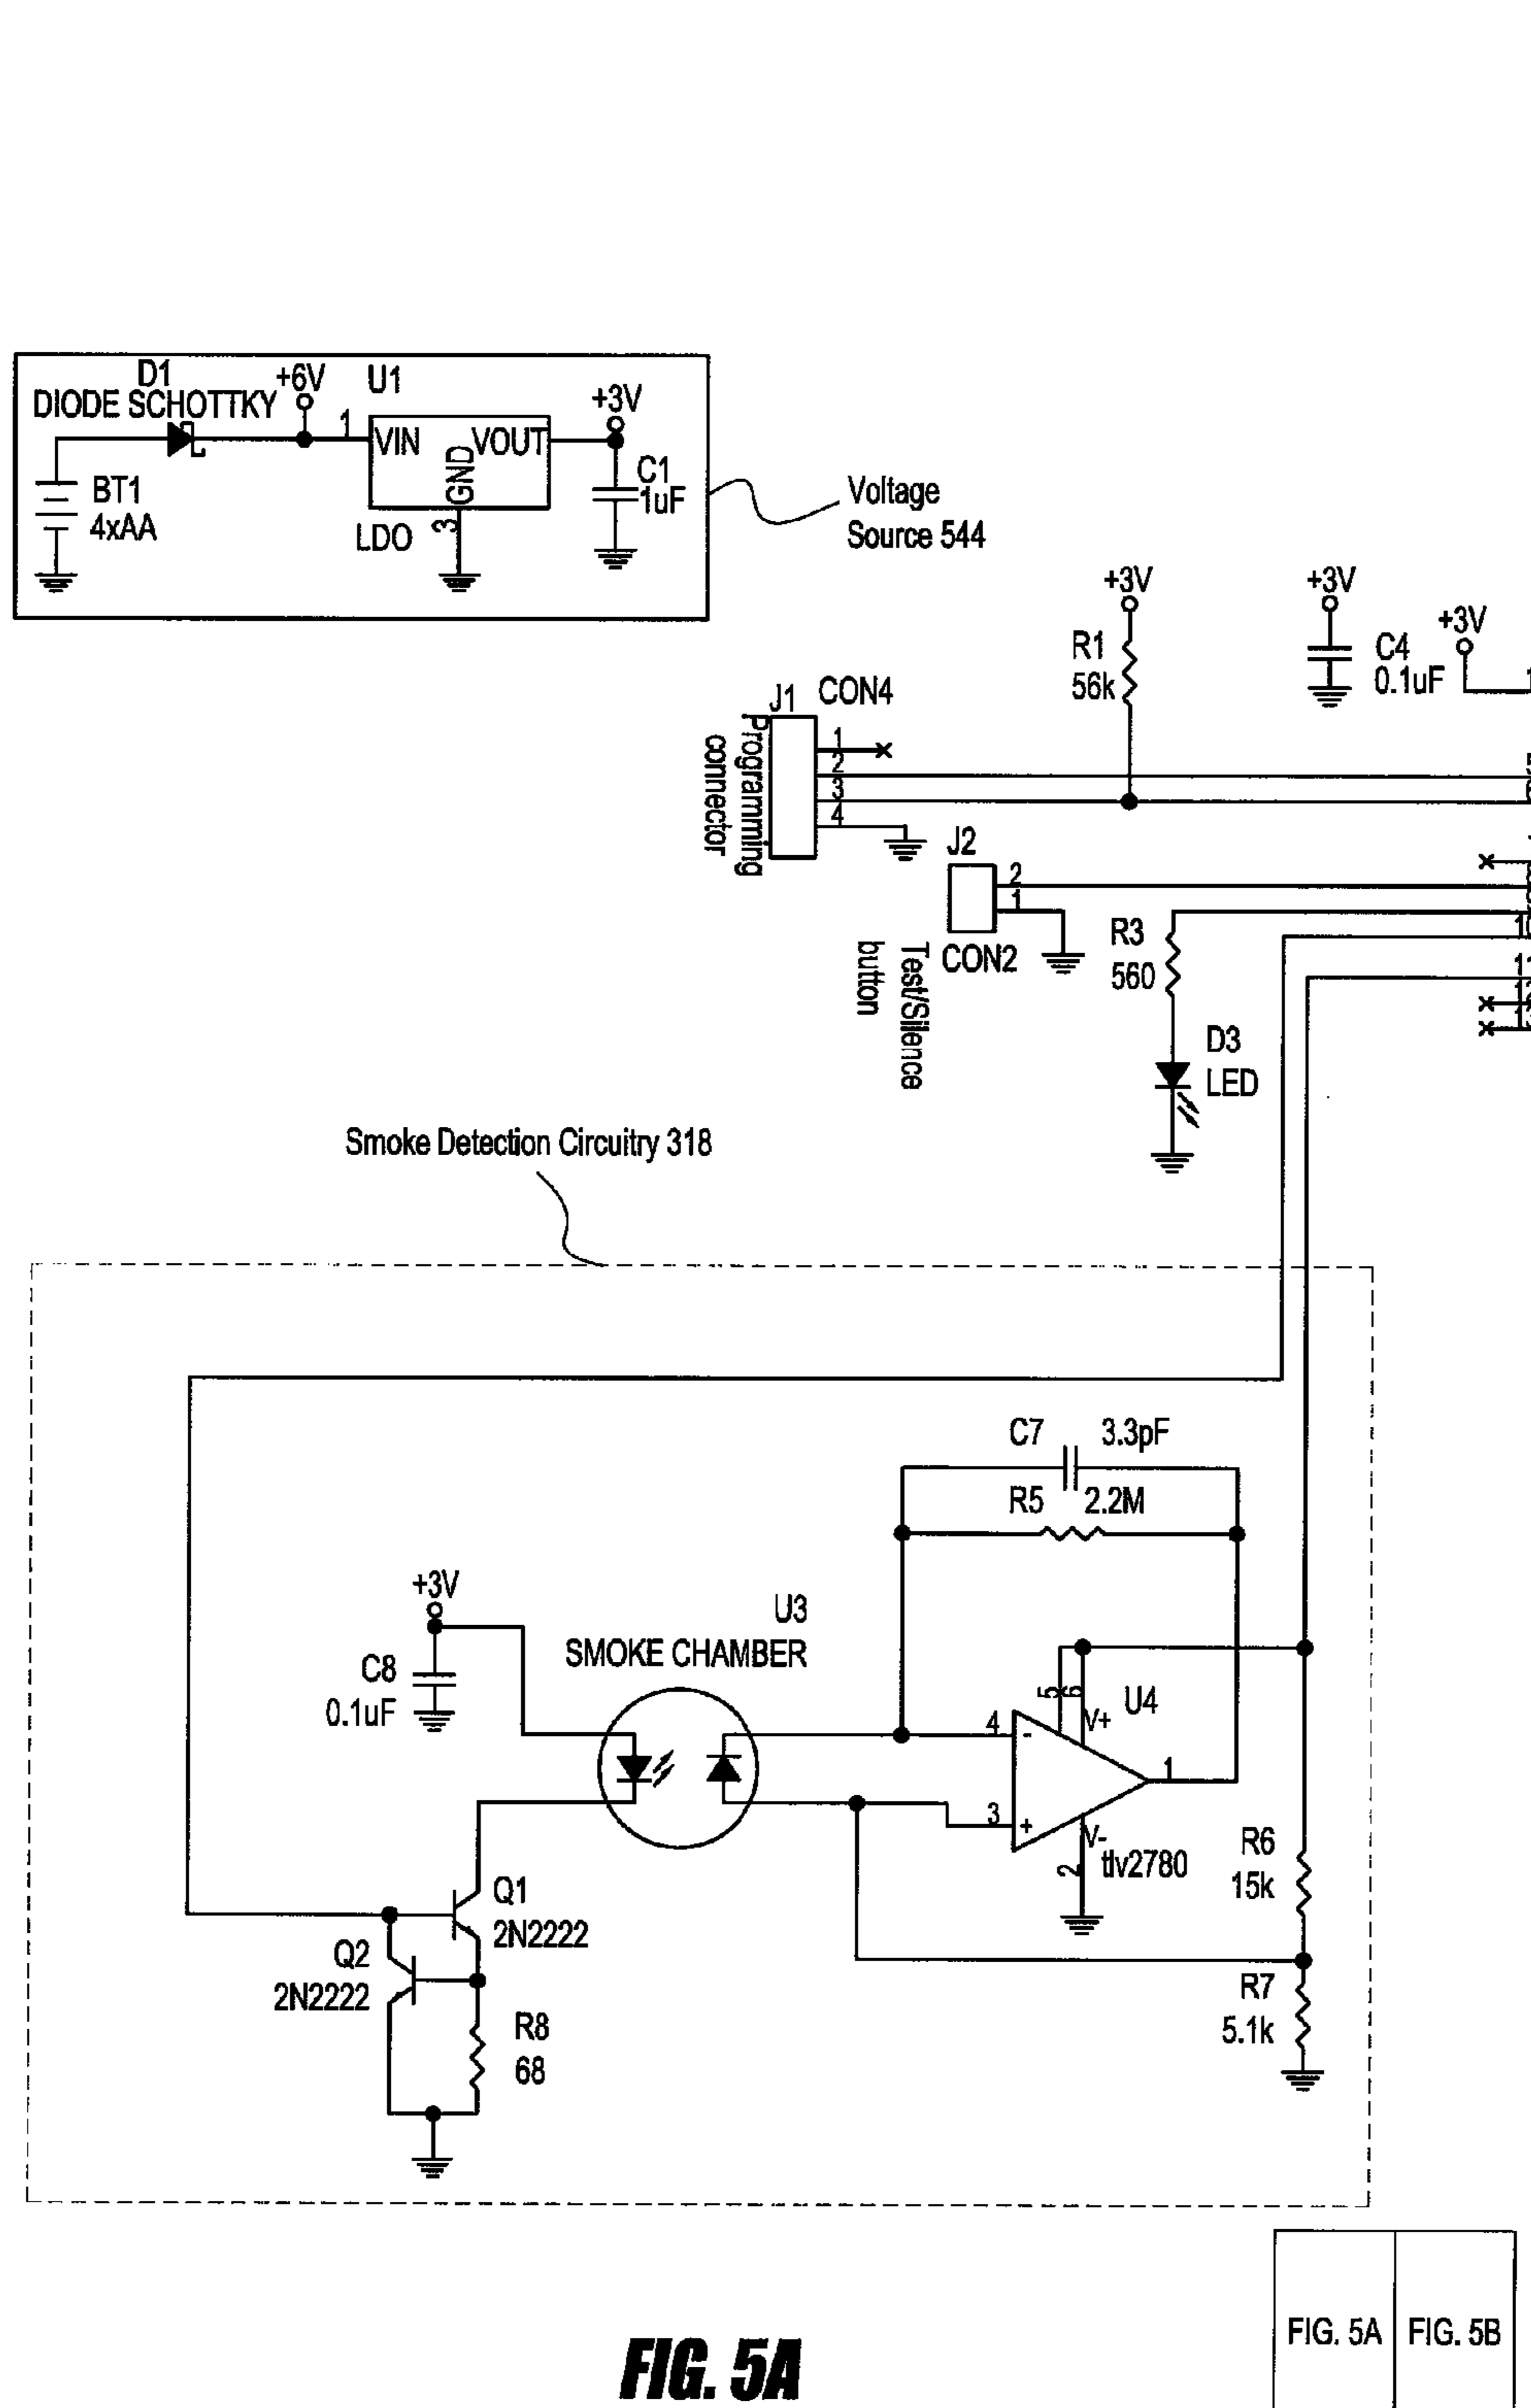 D1
DIODE SCHOTTKY
+6V
U1
+3V
1
VIN
VOUT
GND
3
C1
1uF
BT1
4xAA
LDO
Voltage
Source 544
+3V
+3V
+3V
R1
56k
C4
0.1uF
J1
CON4
Programming
connector
1
2
3
4
J2
2
1
CON2
Test/Silence
button
R3
560
10
D3
LED
Smoke Detection Circuitry 318
C7
3.3pF
R5
2.2M
+3V
U3
SMOKE CHAMBER
C8
0.1uF
5
6
V+
U4
4
-
1
3
+
V-
2
tlv2780
R6
15k
Q1
2N2222
Q2
2N2222
R8
68
R7
5.1k
FIG. 5A
FIG. 5B
FIG. 5A